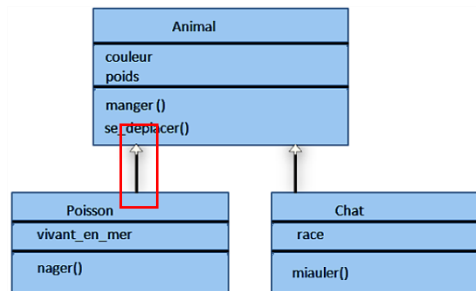 Animal
couleur
poids
manger()
se_deplacer()
Poisson
vivant_en_mer
nager()
Chat
race
miauler()